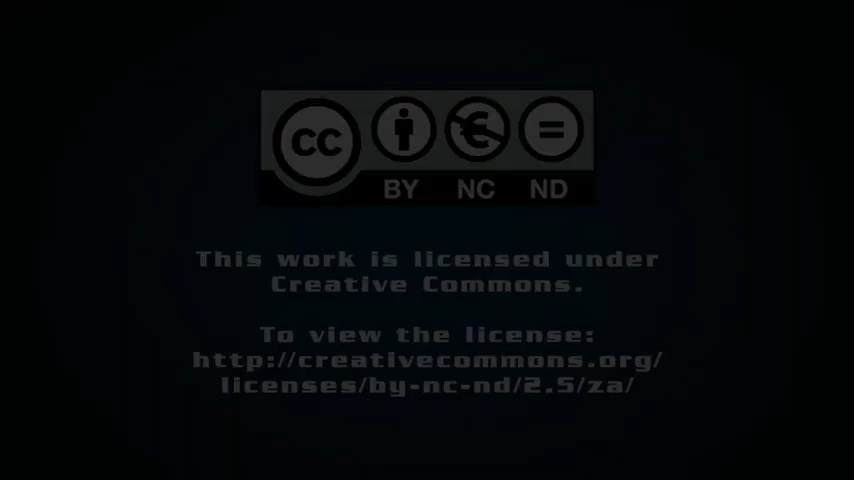 CC
BY NC ND
This work is licensed under
Creative Commons.
To view the license:
http://creativecommons.org/
licenses/by-nc-nd/2.5/za/